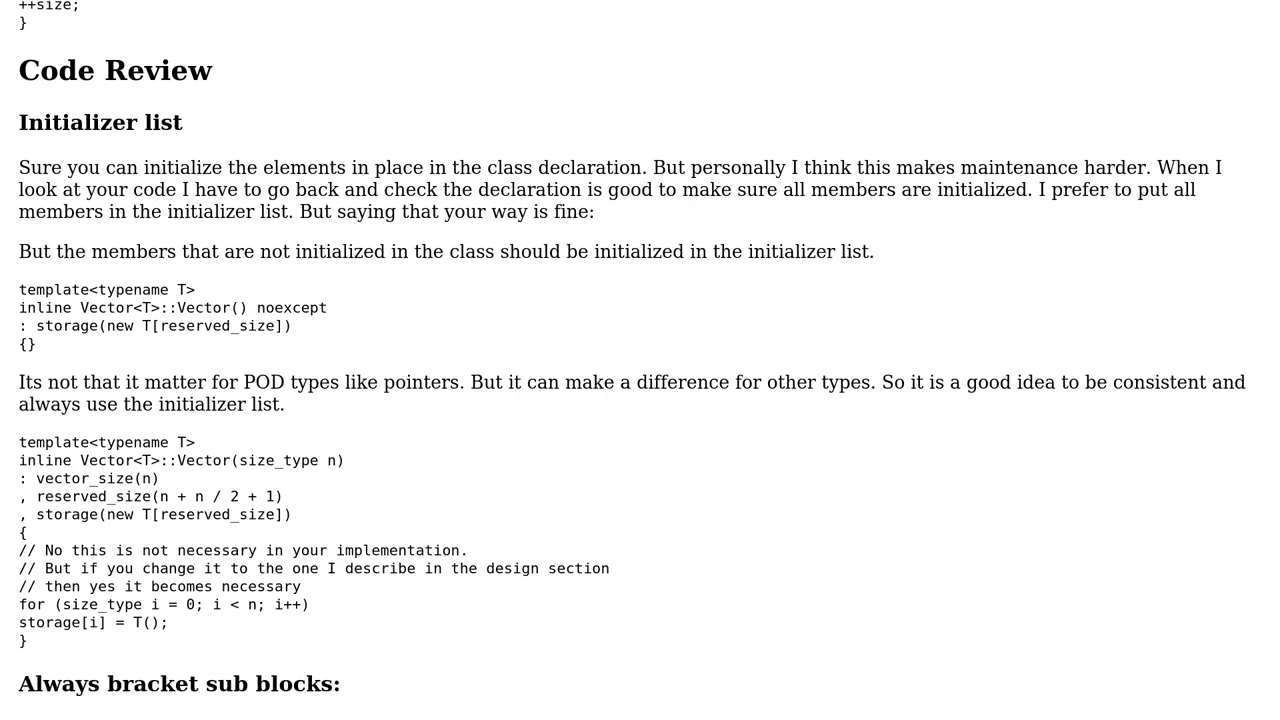 ++size;
}
Code Review
Initializer list
Sure you can initialize the elements in place in the class declaration. But personally I think this makes maintenance harder. When I
look at your code I have to go back and check the declaration is good to make sure all members are initialized. I prefer to put all
members in the initializer list. But saying that your way is fine:
But the members that are not initialized in the class should be initialized in the initializer list.
template<typename T>
inline Vector<T>::Vector() noexcept
: storage(new T[reserved_size])
{}
Its not that it matter for POD types like pointers. But it can make a difference for other types. So it is a good idea to be consistent and
always use the initializer list.
template<typename T>
inline Vector<T>::Vector(size_type n)
: vector_size(n)
, reserved_size(n + n / 2 + 1)
, storage(new T[reserved_size])
{
// No this is not necessary in your implementation.
// But if you change it to the one I describe in the design section
// then yes it becomes necessary
for (size_type i = 0; i < n; i++)
storage[i] = T();
}
Always bracket sub blocks: